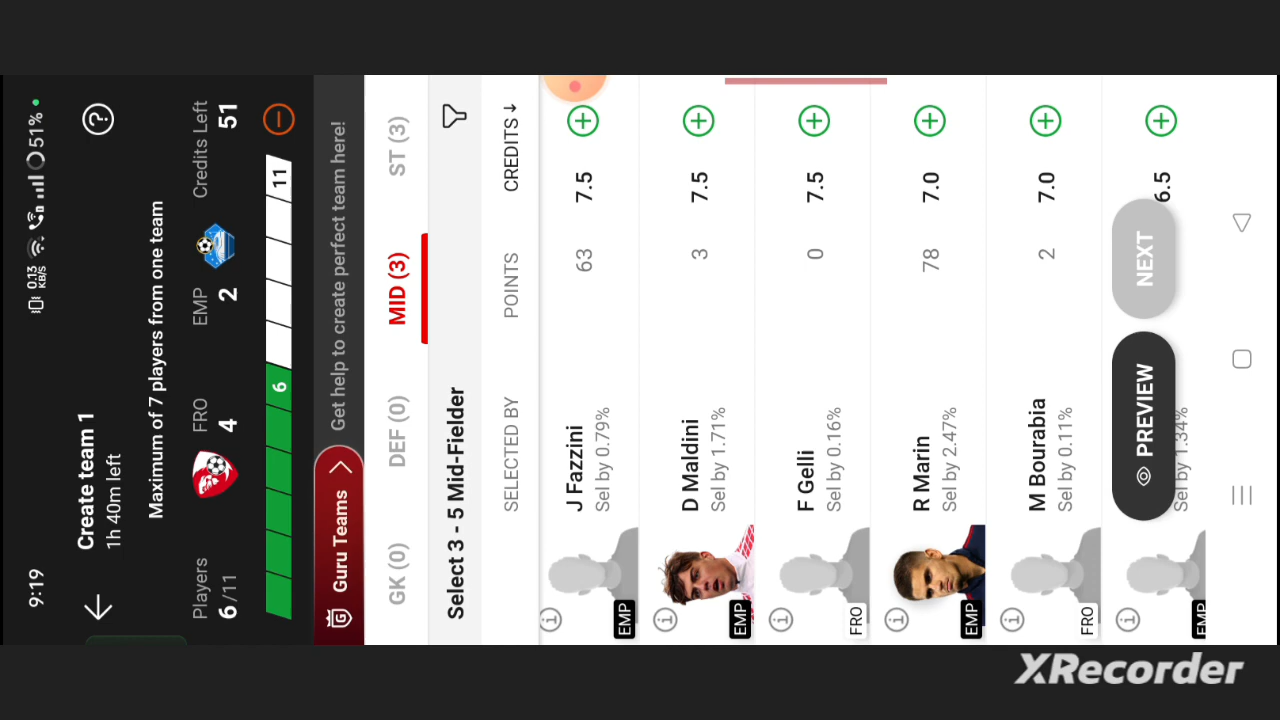 9:19
0.13 KB/S
51%
Create team 1
1h 40m left
Maximum of 7 players from one team
Players
FRO
EMP
Credits Left
6 /11
4
2
51
6
11
Guru Teams
Get help to create perfect team here!
GK (0)
DEF (0)
MID (3)
ST (3)
Select 3 - 5 Mid-Fielder
SELECTED BY
POINTS
CREDITS ↓
J Fazzini
Sel by 0.79%
63
7.5
EMP
D Maldini
Sel by 1.71%
3
7.5
EMP
F Gelli
Sel by 0.16%
0
7.5
FRO
R Marin
Sel by 2.47%
78
7.0
EMP
M Bourabia
Sel by 0.11%
2
7.0
FRO
Sel by 1.34%
6.5
EMP
PREVIEW
NEXT
XRecorder